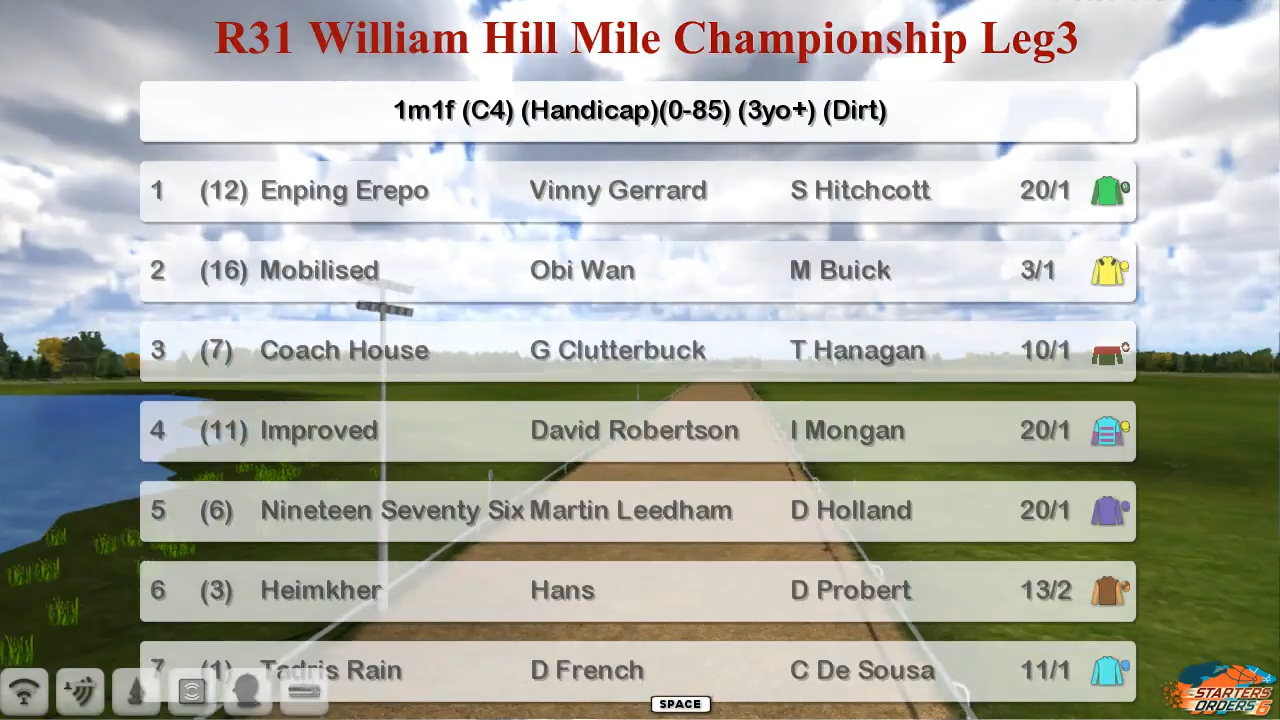 R31 William Hill Mile Championship Leg3
1m1f (C4) (Handicap)(0-85) (3yo+) (Dirt)
1 (12) Enping Erepo Vinny Gerrard S Hitchcott 20/1
2 (16) Mobilised Obi Wan M Buick 3/1
3 (7) Coach House G Clutterbuck T Hanagan 10/1
4 (11) Improved David Robertson I Mongan 20/1
5 (6) Nineteen Seventy Six Martin Leedham D Holland 20/1
6 (3) Heimkher Hans D Probert 13/2
7 (1) Tadris Rain D French C De Sousa 11/1
SPACE
STARTERS
ORDERS 6